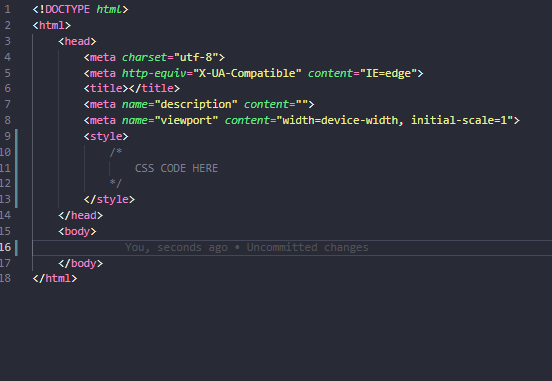 1 <!DOCTYPE html>
2 <html>
3 <head>
4 <meta charset="utf-8">
5 <meta http-equiv="X-UA-Compatible" content="IE=edge">
6 <title></title>
7 <meta name="description" content="">
8 <meta name="viewport" content="width=device-width, initial-scale=1">
9 <style>
10 /*
11 CSS CODE HERE
12 */
13 </style>
14 </head>
15 <body>
16 You, seconds ago • Uncommitted changes
17 </body>
18 </html>